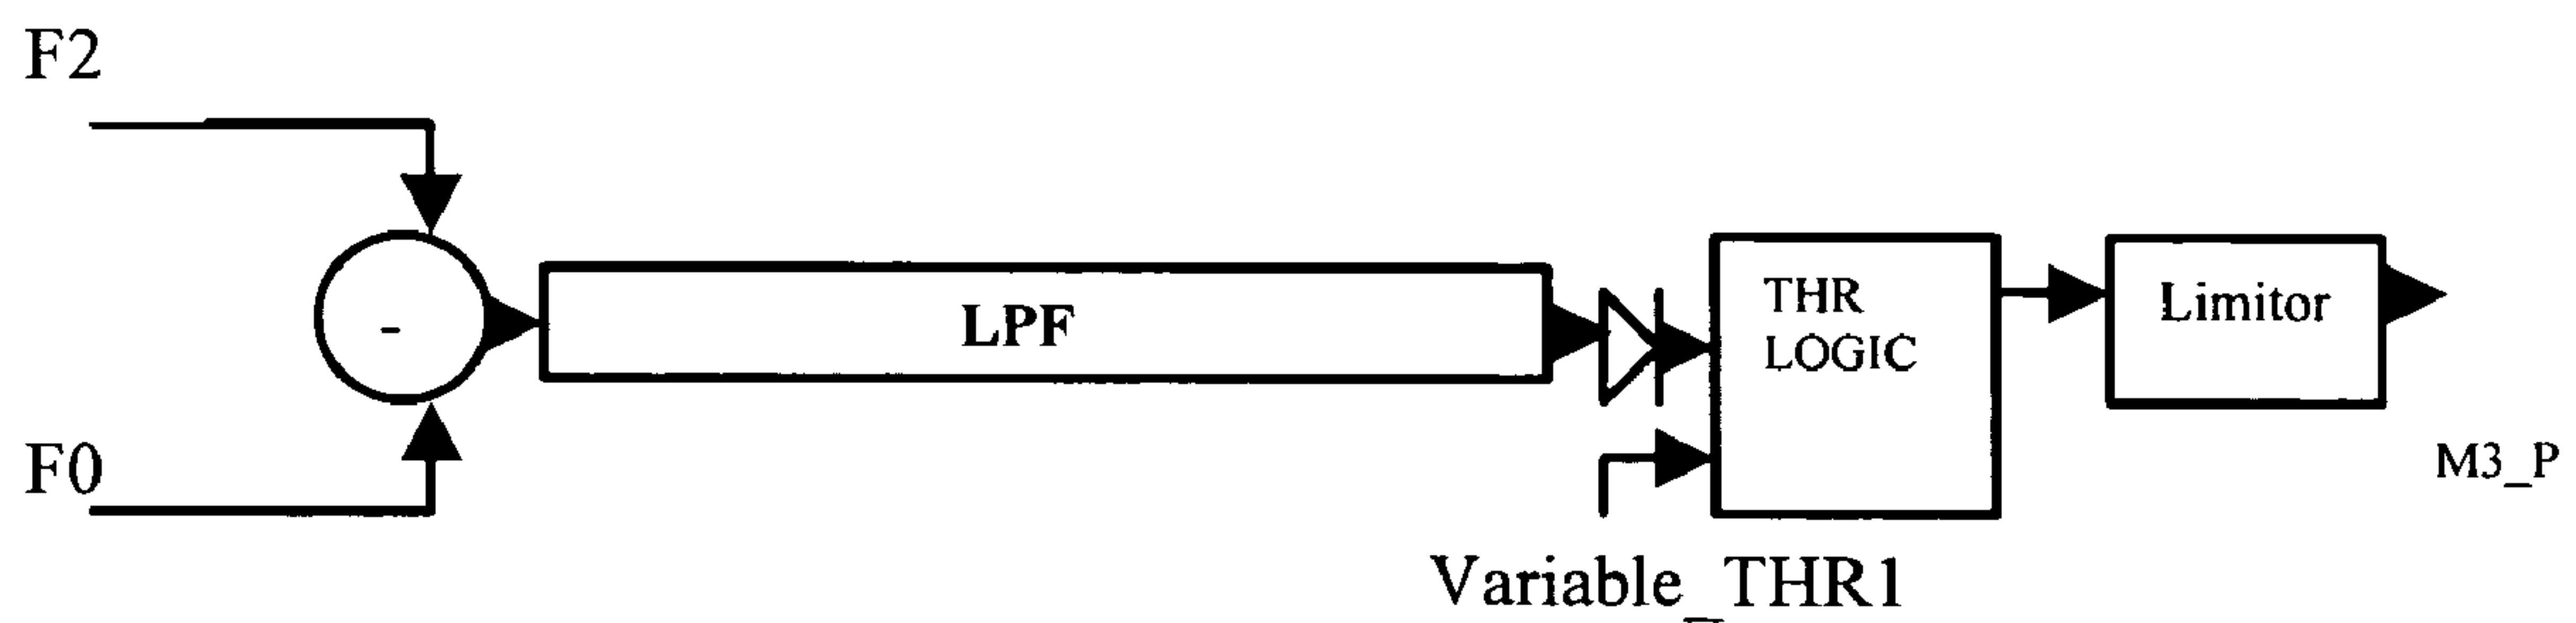 F2
-
LPF
THR
LOGIC
Limitor
F0
M3_P
Variable_THR1